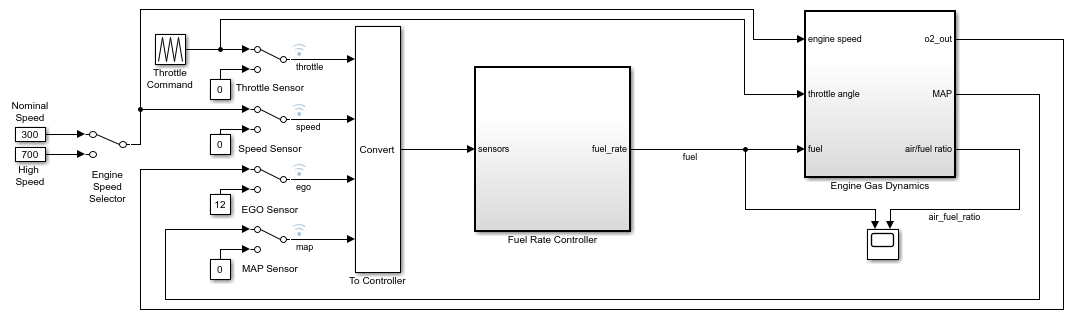 engine speed
o2_out
Throttle
Command
throttle
0
Throttle Sensor
throttle angle
MAP
Nominal
Speed
300
700
High
Speed
Engine
Speed
Selector
speed
0
Speed Sensor
Convert
sensors
fuel_rate
fuel
fuel
air/fuel ratio
ego
12
EGO Sensor
Engine Gas Dynamics
air_fuel_ratio
map
0
MAP Sensor
To Controller
Fuel Rate Controller